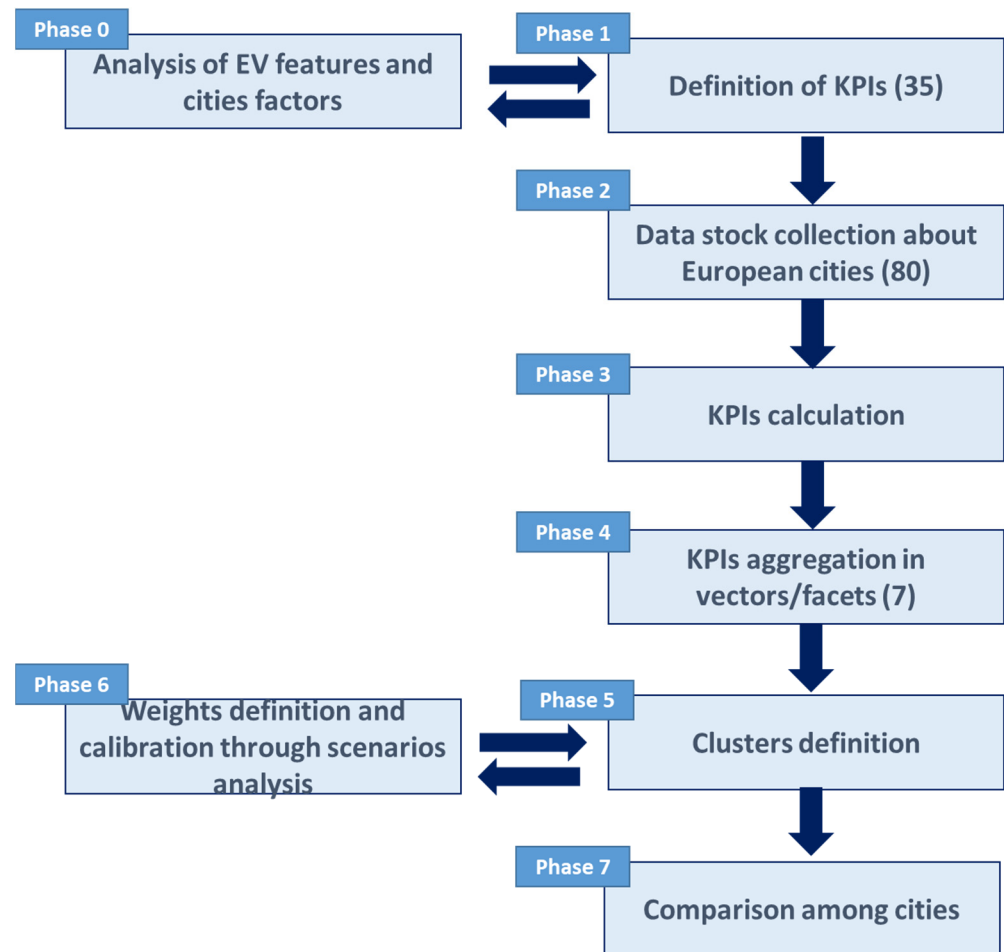 Phase 0
Analysis of EV features and
cities factors
Phase 1
Definition of KPIs (35)
Phase 2
Data stock collection about
European cities (80)
Phase 3
KPIs calculation
Phase 4
KPIs aggregation in
vectors/facets (7)
Phase 6
Weights definition and
calibration through scenarios
analysis
Phase 5
Clusters definition
Phase 7
Comparison among cities